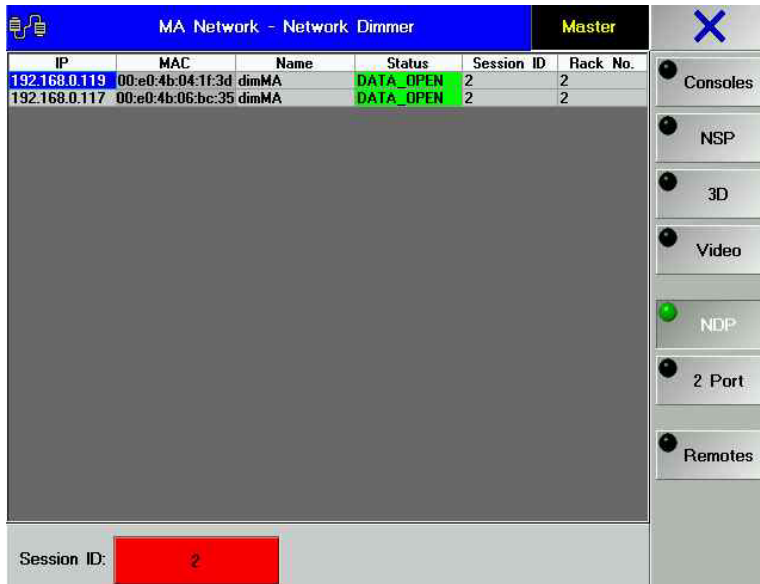 MA Network - Network Dimmer Master
IP MAC Name Status Session ID Rack No.
192.168.0.119 00:e0:4b:04:1f:3d dimMA DATA_OPEN 2 2
192.168.0.117 00:e0:4b:06:bc:35 dimMA DATA_OPEN 2 2
Consoles
NSP
3D
Video
NDP
2 Port
Remotes
Session ID: 2